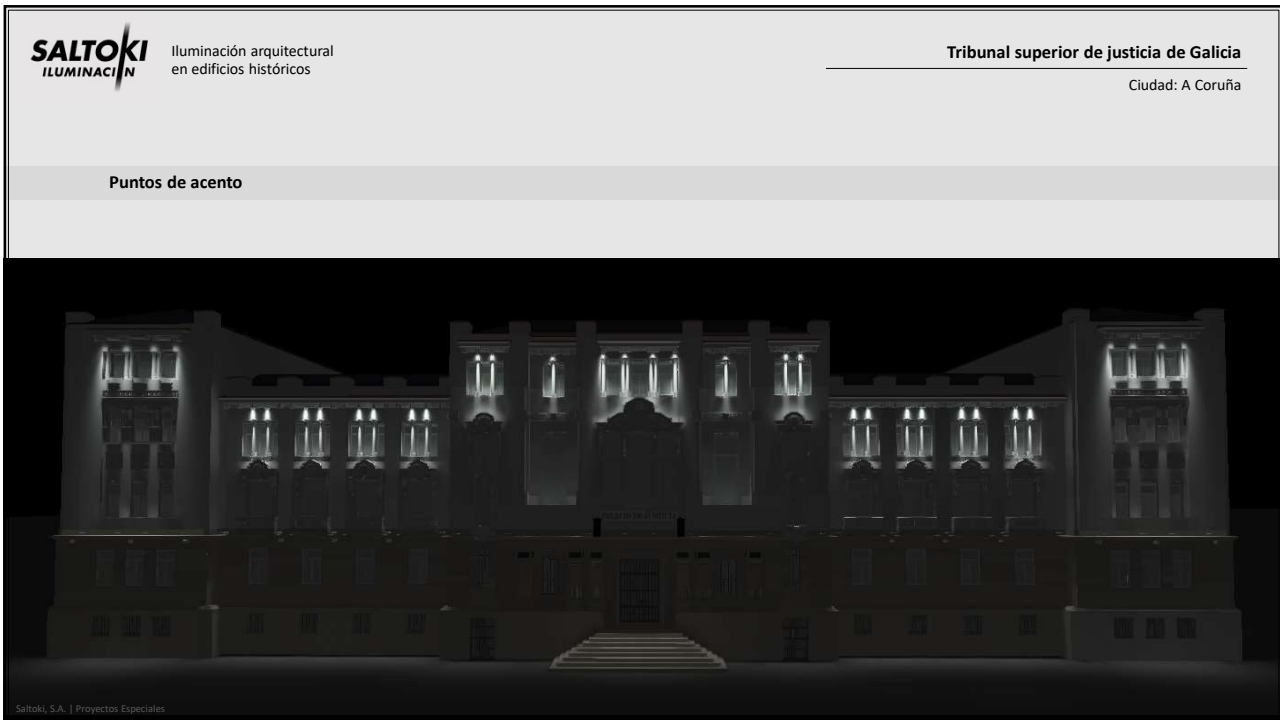 SALTOKI
ILUMINACIÓN
Iluminación arquitectural
en edificios históricos
Tribunal superior de justicia de Galicia
Ciudad: A Coruña
Puntos de acento
Saltoki, S.A. | Proyectos Especiales